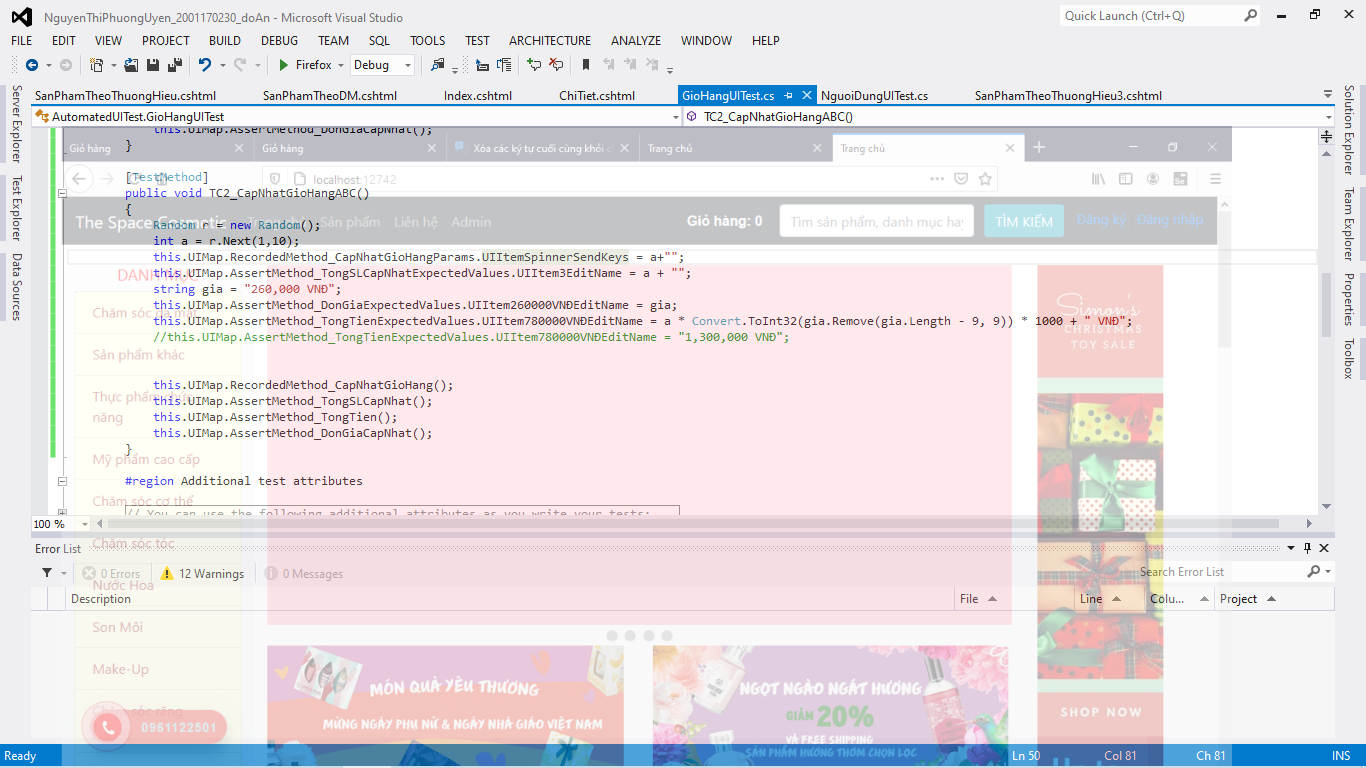 NguyenThiPhuongUyen_2001170230_doAn - Microsoft Visual Studio
Quick Launch (Ctrl+Q)
FILE EDIT VIEW PROJECT BUILD DEBUG TEAM SQL TOOLS TEST ARCHITECTURE ANALYZE WINDOW HELP
Firefox Debug
SanPhamTheoThuongHieu.cshtml SanPhamTheoDM.cshtml Index.cshtml ChiTiet.cshtml GioHangUITest.cs NguoiDungUITest.cs SanPhamTheoThuongHieu3.cshtml
AutomatedUITest.GioHangUITest TC2_CapNhatGioHangABC()
Server Explorer
Test Explorer
Data Sources
Solution Explorer
Team Explorer
Properties
Toolbox
this.UIMap.AssertMethod_DonGiaCapNhat();
}
Giỏ hàng Giỏ hàng Xóa các ký tự cuối cùng khỏi Trang chủ Trang chủ
[TestMethod]
localhost:12742
public void TC2_CapNhatGioHangABC()
{
The Space Cosmetic Trang chủ Sản phẩm Liên hệ Admin Giỏ hàng: 0 Tìm sản phẩm, danh mục hay TÌM KIẾM Đăng ký Đăng nhập
Random r = new Random();
int a = r.Next(1,10);
this.UIMap.RecordedMethod_CapNhatGioHangParams.UIItemSpinnerSendKeys = a+"";
this.UIMap.AssertMethod_TongSLCapNhatExpectedValues.UIItem3EditName = a + "";
string gia = "260,000 VNĐ";
this.UIMap.AssertMethod_DonGiaExpectedValues.UIItem260000VNĐEditName = gia;
this.UIMap.AssertMethod_TongTienExpectedValues.UIItem780000VNĐEditName = a * Convert.ToInt32(gia.Remove(gia.Length - 9, 9)) * 1000 + " VNĐ";
//this.UIMap.AssertMethod_TongTienExpectedValues.UIItem780000VNĐEditName = "1,300,000 VNĐ";
this.UIMap.RecordedMethod_CapNhatGioHang();
this.UIMap.AssertMethod_TongSLCapNhat();
this.UIMap.AssertMethod_TongTien();
this.UIMap.AssertMethod_DonGiaCapNhat();
}
#region Additional test attributes
// You can use the following additional attributes as you write your tests:
DANH MỤC
Chăm sóc da mặt
Sản phẩm khác
Thực phẩm chức
năng
Mỹ phẩm cao cấp
Chăm sóc cơ thể
Chăm sóc tóc
Nước Hoa
Son Môi
Make-Up
Chăm sóc răng
0961122501
Simon's
CHRISTMAS
TOY SALE
SHOP NOW
100 %
Error List
0 Errors 12 Warnings 0 Messages Search Error List
Description File Line Colu... Project
MÓN QUÀ YÊU THƯƠNG
MỪNG NGÀY PHỤ NỮ & NGÀY NHÀ GIÁO VIỆT NAM
NGỌT NGÀO NGÁT HƯƠNG
GIẢM 20%
VÀ FREE SHIPPING
SẢN PHẨM HƯƠNG THƠM CHỌN LỌC
Ready Ln 50 Col 81 Ch 81 INS